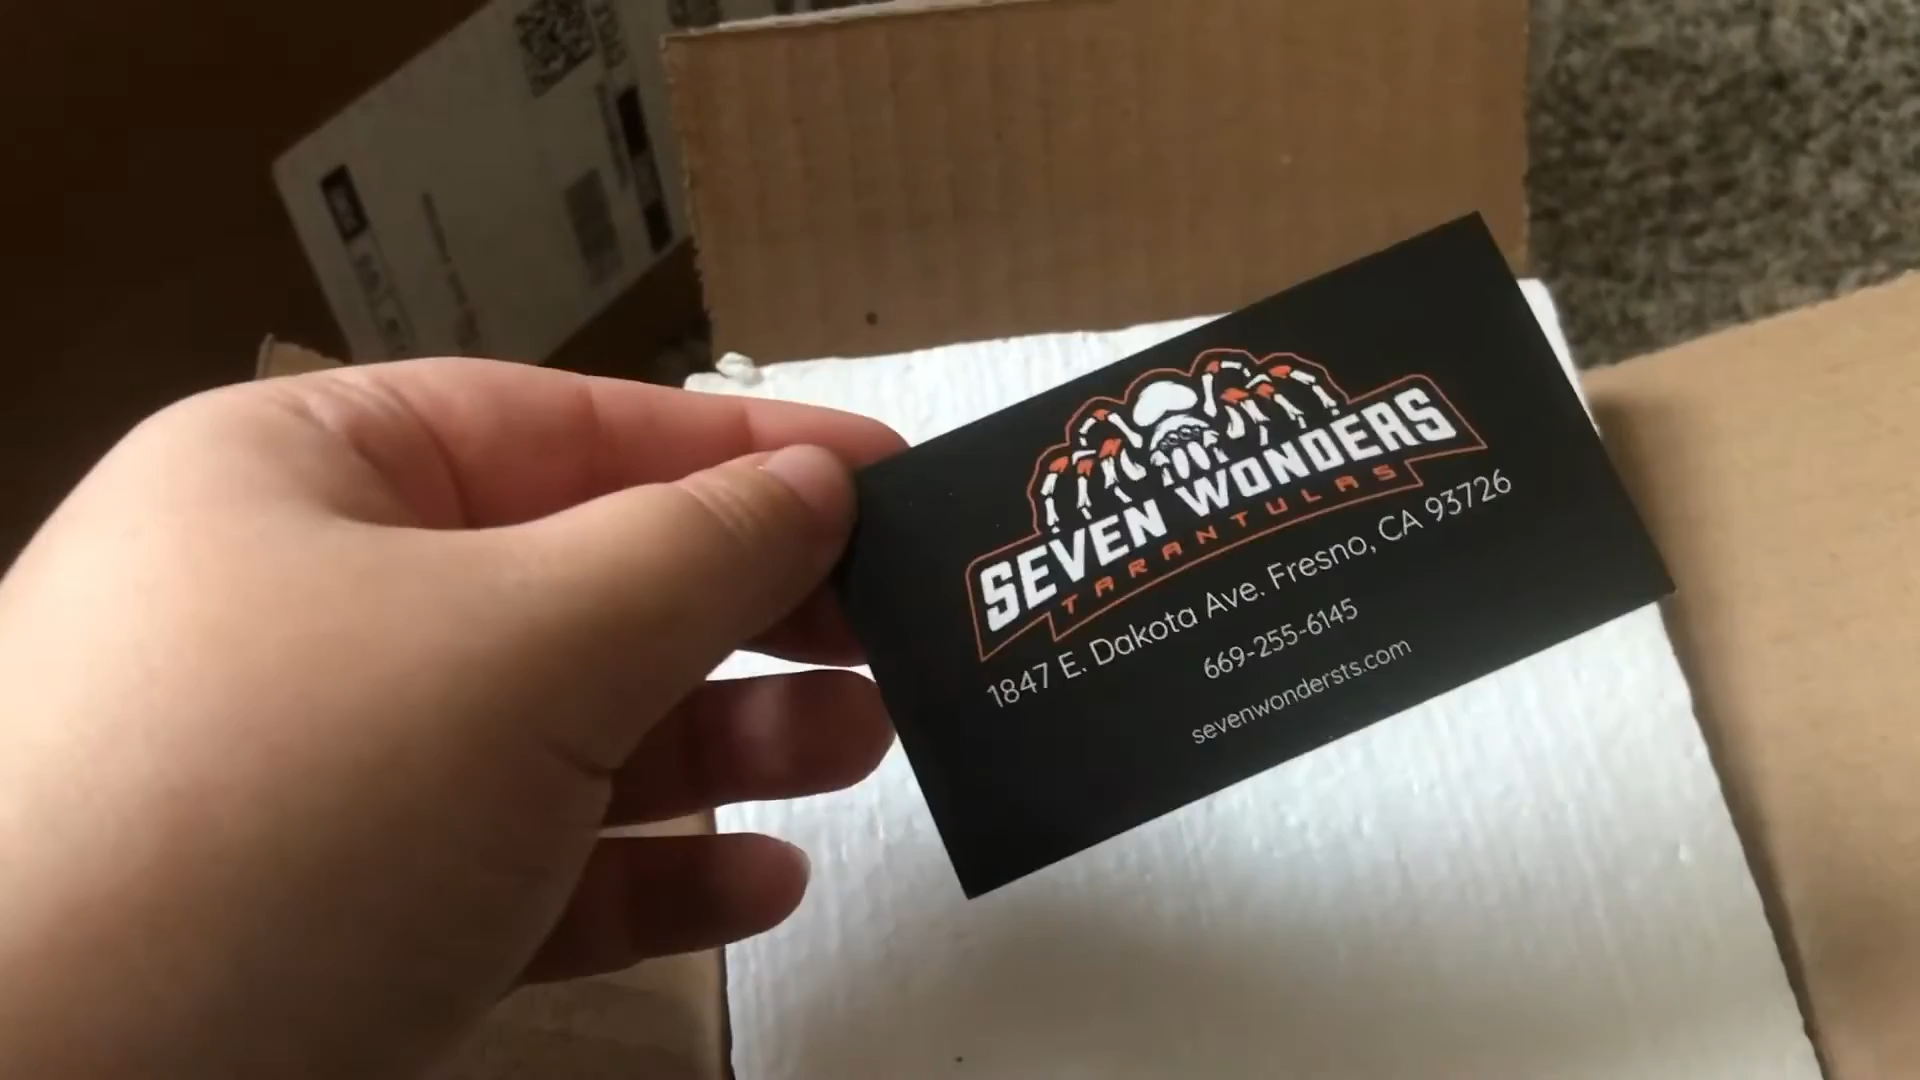 SEVEN WONDERS
TARANTULAS
1847 E. Dakota Ave. Fresno, CA 93726
669-255-6145
sevenwondersts.com